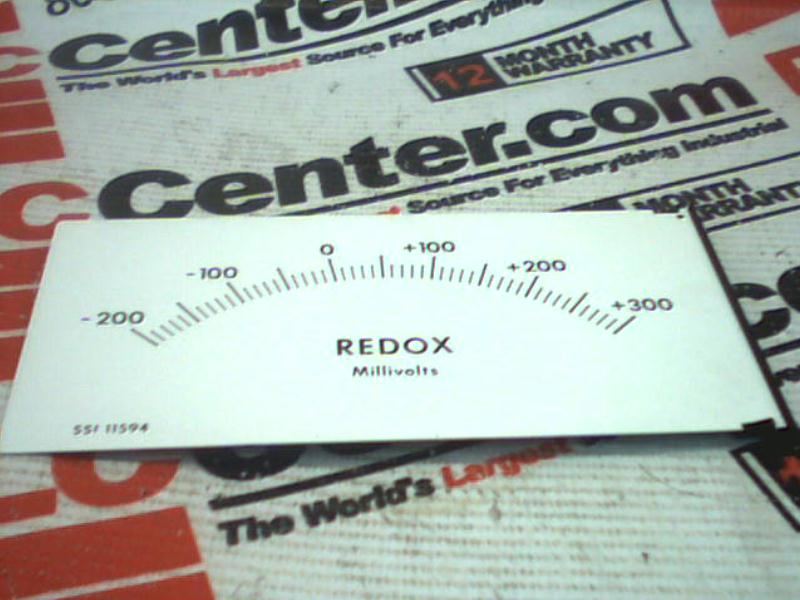 Center.com
The World's Largest Source For Everything
12 MONTH
WARRANTY
Center.com
Source For Everything Industrial
MONTH
WARRANTY
-200 -100 0 +100 +200 +300
REDOX
Millivolts
SSI 11594
The World's Largest